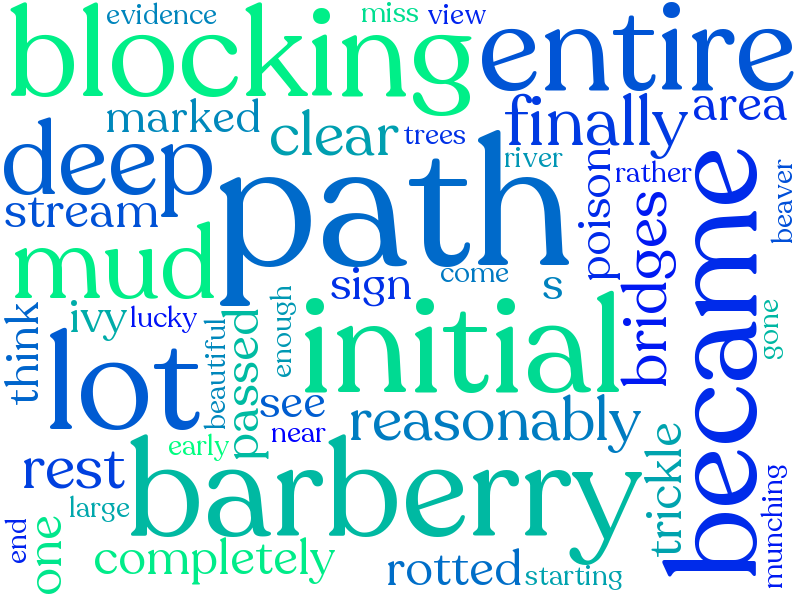 evidence
miss
view
blocking
entire
marked
clear
trees
finally
area
deep
path
river
poison
rather
beaver
stream
mud
sign
come
s
bridges
became
think
ivy
lucky
enough
initial
gone
lot
beautiful
passed
see
near
reasonably
early
rest
barberry
trickle
large
munching
end
one
completely
rotted
starting